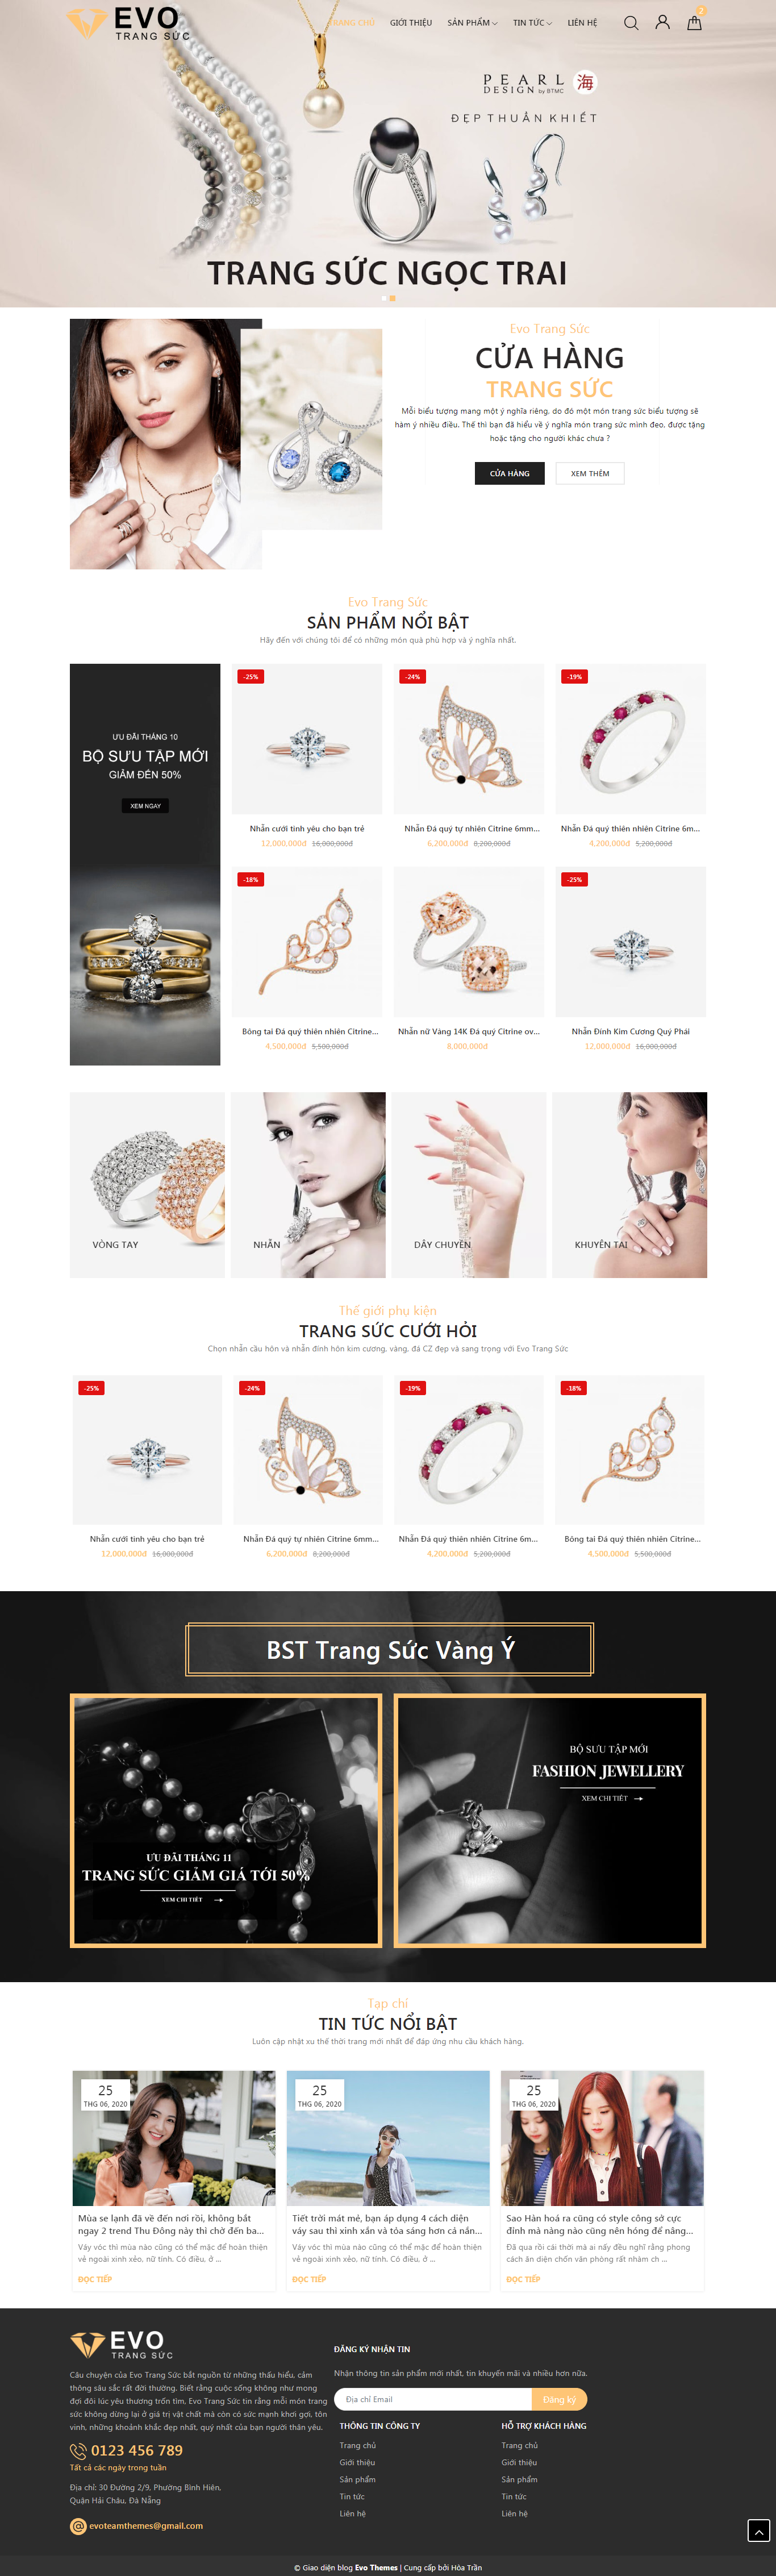 EVO
TRANG SỨC
TRANG CHỦ
GIỚI THIỆU
SẢN PHẨM
TIN TỨC
LIÊN HỆ
2
PEARL
DESIGN by BTMC
海
ĐẸP THUẦN KHIẾT
TRANG SỨC NGỌC TRAI
Evo Trang Sức
CỬA HÀNG
TRANG SỨC
Mỗi biểu tượng mang một ý nghĩa riêng, do đó một món trang sức biểu tượng sẽ
hàm ý nhiều điều. Thế thì bạn đã hiểu về ý nghĩa món trang sức mình đeo, được tặng
hoặc tặng cho người khác chưa ?
CỬA HÀNG
XEM THÊM
Evo Trang Sức
SẢN PHẨM NỔI BẬT
Hãy đến với chúng tôi để có những món quà phù hợp và ý nghĩa nhất.
ƯU ĐÃI THÁNG 10
BỘ SƯU TẬP MỚI
GIẢM ĐẾN 50%
XEM NGAY
-25%
Nhẫn cưới tình yêu cho bạn trẻ
12,000,000đ 16,000,000đ
-24%
Nhẫn Đá quý tự nhiên Citrine 6mm...
6,200,000đ 8,200,000đ
-19%
Nhẫn Đá quý thiên nhiên Citrine 6m...
4,200,000đ 5,200,000đ
-18%
Bông tai Đá quý thiên nhiên Citrine...
4,500,000đ 5,500,000đ
Nhẫn nữ Vàng 14K Đá quý Citrine ov...
8,000,000đ
-25%
Nhẫn Đính Kim Cương Quý Phái
12,000,000đ 16,000,000đ
VÒNG TAY
NHẪN
DÂY CHUYỀN
KHUYÊN TAI
Thế giới phụ kiện
TRANG SỨC CƯỚI HỎI
Chọn nhẫn cầu hôn và nhẫn đính hôn kim cương, vàng, đá CZ đẹp và sang trọng với Evo Trang Sức
-25%
Nhẫn cưới tình yêu cho bạn trẻ
12,000,000đ 16,000,000đ
-24%
Nhẫn Đá quý tự nhiên Citrine 6mm...
6,200,000đ 8,200,000đ
-19%
Nhẫn Đá quý thiên nhiên Citrine 6m...
4,200,000đ 5,200,000đ
-18%
Bông tai Đá quý thiên nhiên Citrine...
4,500,000đ 5,500,000đ
BST Trang Sức Vàng Ý
ƯU ĐÃI THÁNG 11
TRANG SỨC GIẢM GIÁ TỚI 50%
XEM CHI TIẾT
BỘ SƯU TẬP MỚI
FASHION JEWELLERY
XEM CHI TIẾT
Tạp chí
TIN TỨC NỔI BẬT
Luôn cập nhật xu thế thời trang mới nhất để đáp ứng nhu cầu khách hàng.
25
THG 06, 2020
Mùa se lạnh đã về đến nơi rồi, không bắt
ngay 2 trend Thu Đông này thì chờ đến ba...
Váy vóc thì mùa nào cũng có thể mặc để hoàn thiện
vẻ ngoài xinh xẻo, nữ tính. Có điều, ở ...
ĐỌC TIẾP
25
THG 06, 2020
Tiết trời mát mẻ, bạn áp dụng 4 cách diện
váy sau thì xinh xắn và tỏa sáng hơn cả nắn...
Váy vóc thì mùa nào cũng có thể mặc để hoàn thiện
vẻ ngoài xinh xẻo, nữ tính. Có điều, ở ...
ĐỌC TIẾP
25
THG 06, 2020
Sao Hàn hoá ra cũng có style công sở cực
đỉnh mà nàng nào cũng nên hóng để nâng...
Đã qua rồi cái thời mà ai nấy đều nghĩ rằng phong
cách ăn diện chốn văn phòng rất nhàm ch ...
ĐỌC TIẾP
EVO
TRANG SỨC
Câu chuyện của Evo Trang Sức bắt nguồn từ những thấu hiểu, cảm
thông sâu sắc rất đời thường. Biết rằng cuộc sống không như mong
đợi đôi lúc yêu thương trốn tìm, Evo Trang Sức tin rằng mỗi món trang
sức không dừng lại ở giá trị vật chất mà còn có sức mạnh khơi gợi, tôn
vinh, những khoảnh khắc đẹp nhất, quý nhất của bạn người thân yêu.
0123 456 789
Tất cả các ngày trong tuần
Địa chỉ: 30 Đường 2/9, Phường Bình Hiên,
Quận Hải Châu, Đà Nẵng
evoteamthemes@gmail.com
ĐĂNG KÝ NHẬN TIN
Nhận thông tin sản phẩm mới nhất, tin khuyến mãi và nhiều hơn nữa.
Địa chỉ Email
Đăng ký
THÔNG TIN CÔNG TY
Trang chủ
Giới thiệu
Sản phẩm
Tin tức
Liên hệ
HỖ TRỢ KHÁCH HÀNG
Trang chủ
Giới thiệu
Sản phẩm
Tin tức
Liên hệ
© Giao diện blog Evo Themes | Cung cấp bởi Hòa Trần